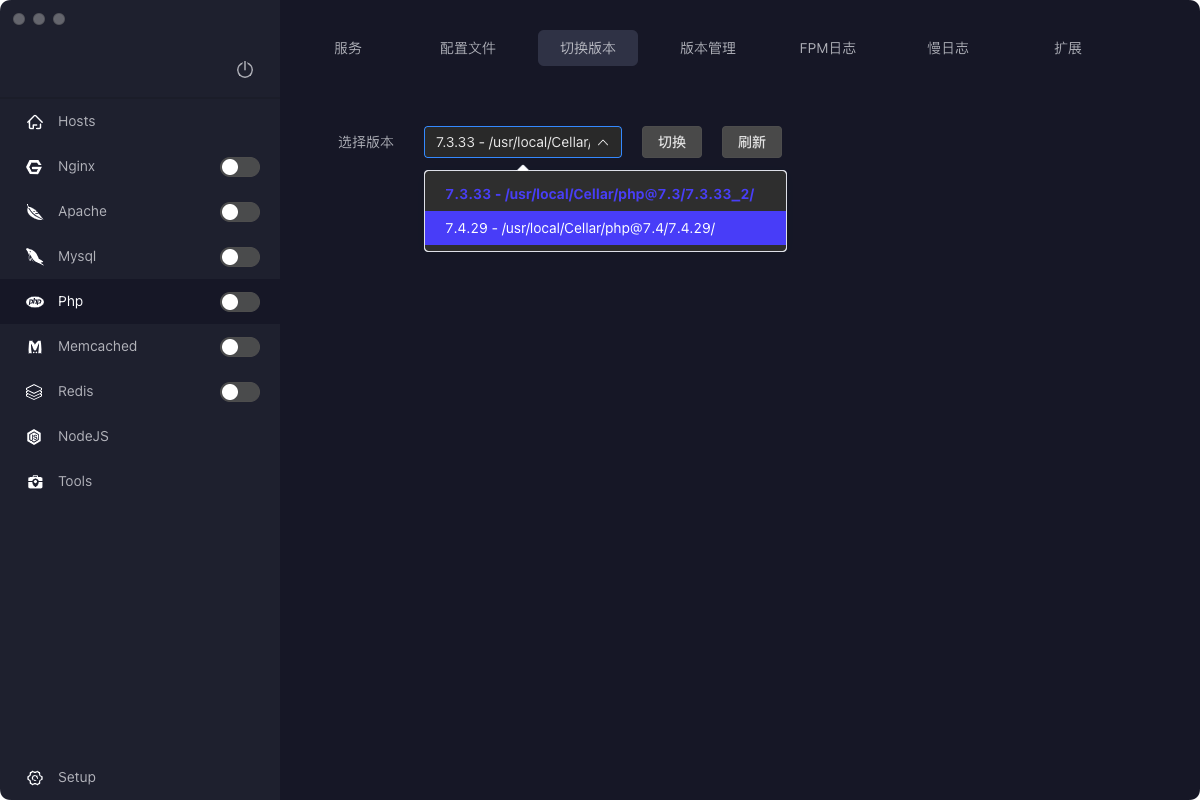 服务 配置文件 切换版本 版本管理 FPM日志 慢日志 扩展
Hosts
Nginx
Apache
Mysql
Php
Memcached
Redis
NodeJS
Tools
Setup
选择版本 7.3.33 - /usr/local/Cellar/ 切换 刷新
7.3.33 - /usr/local/Cellar/php@7.3/7.3.33_2/
7.4.29 - /usr/local/Cellar/php@7.4/7.4.29/